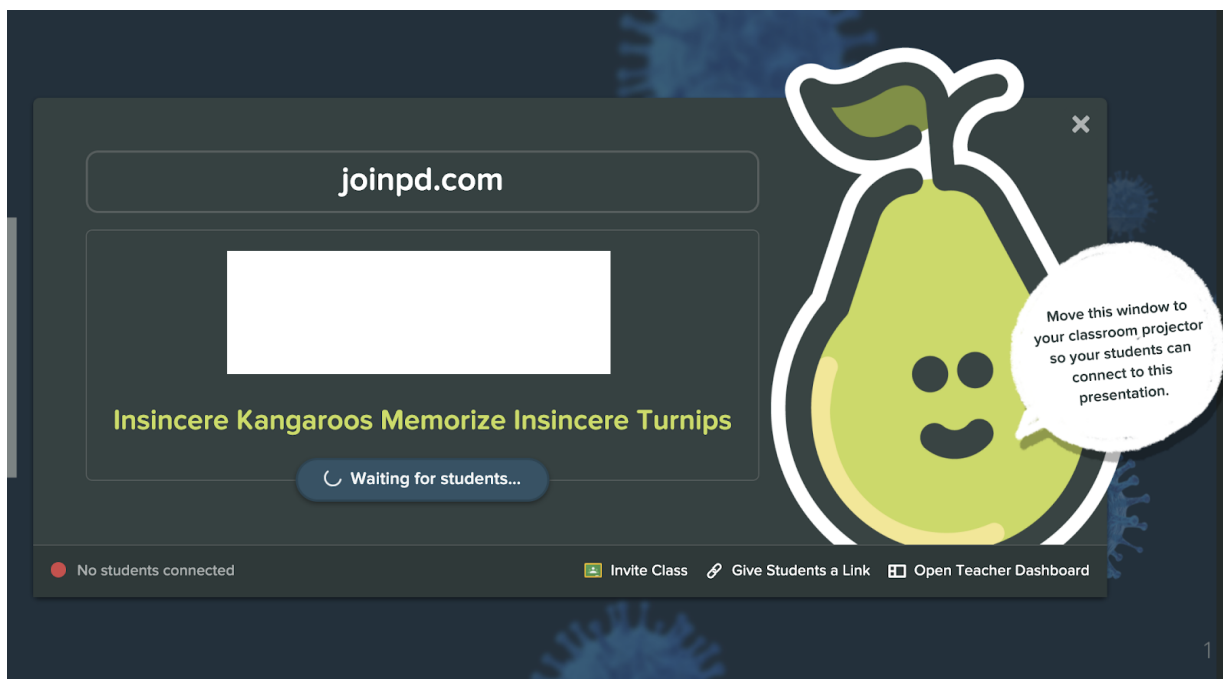 joinpd.com
Insincere Kangaroos Memorize Insincere Turnips
Waiting for students...
Move this window to
your classroom projector
so your students can
connect to this
presentation.
No students connected
Invite Class
Give Students a Link
Open Teacher Dashboard
1